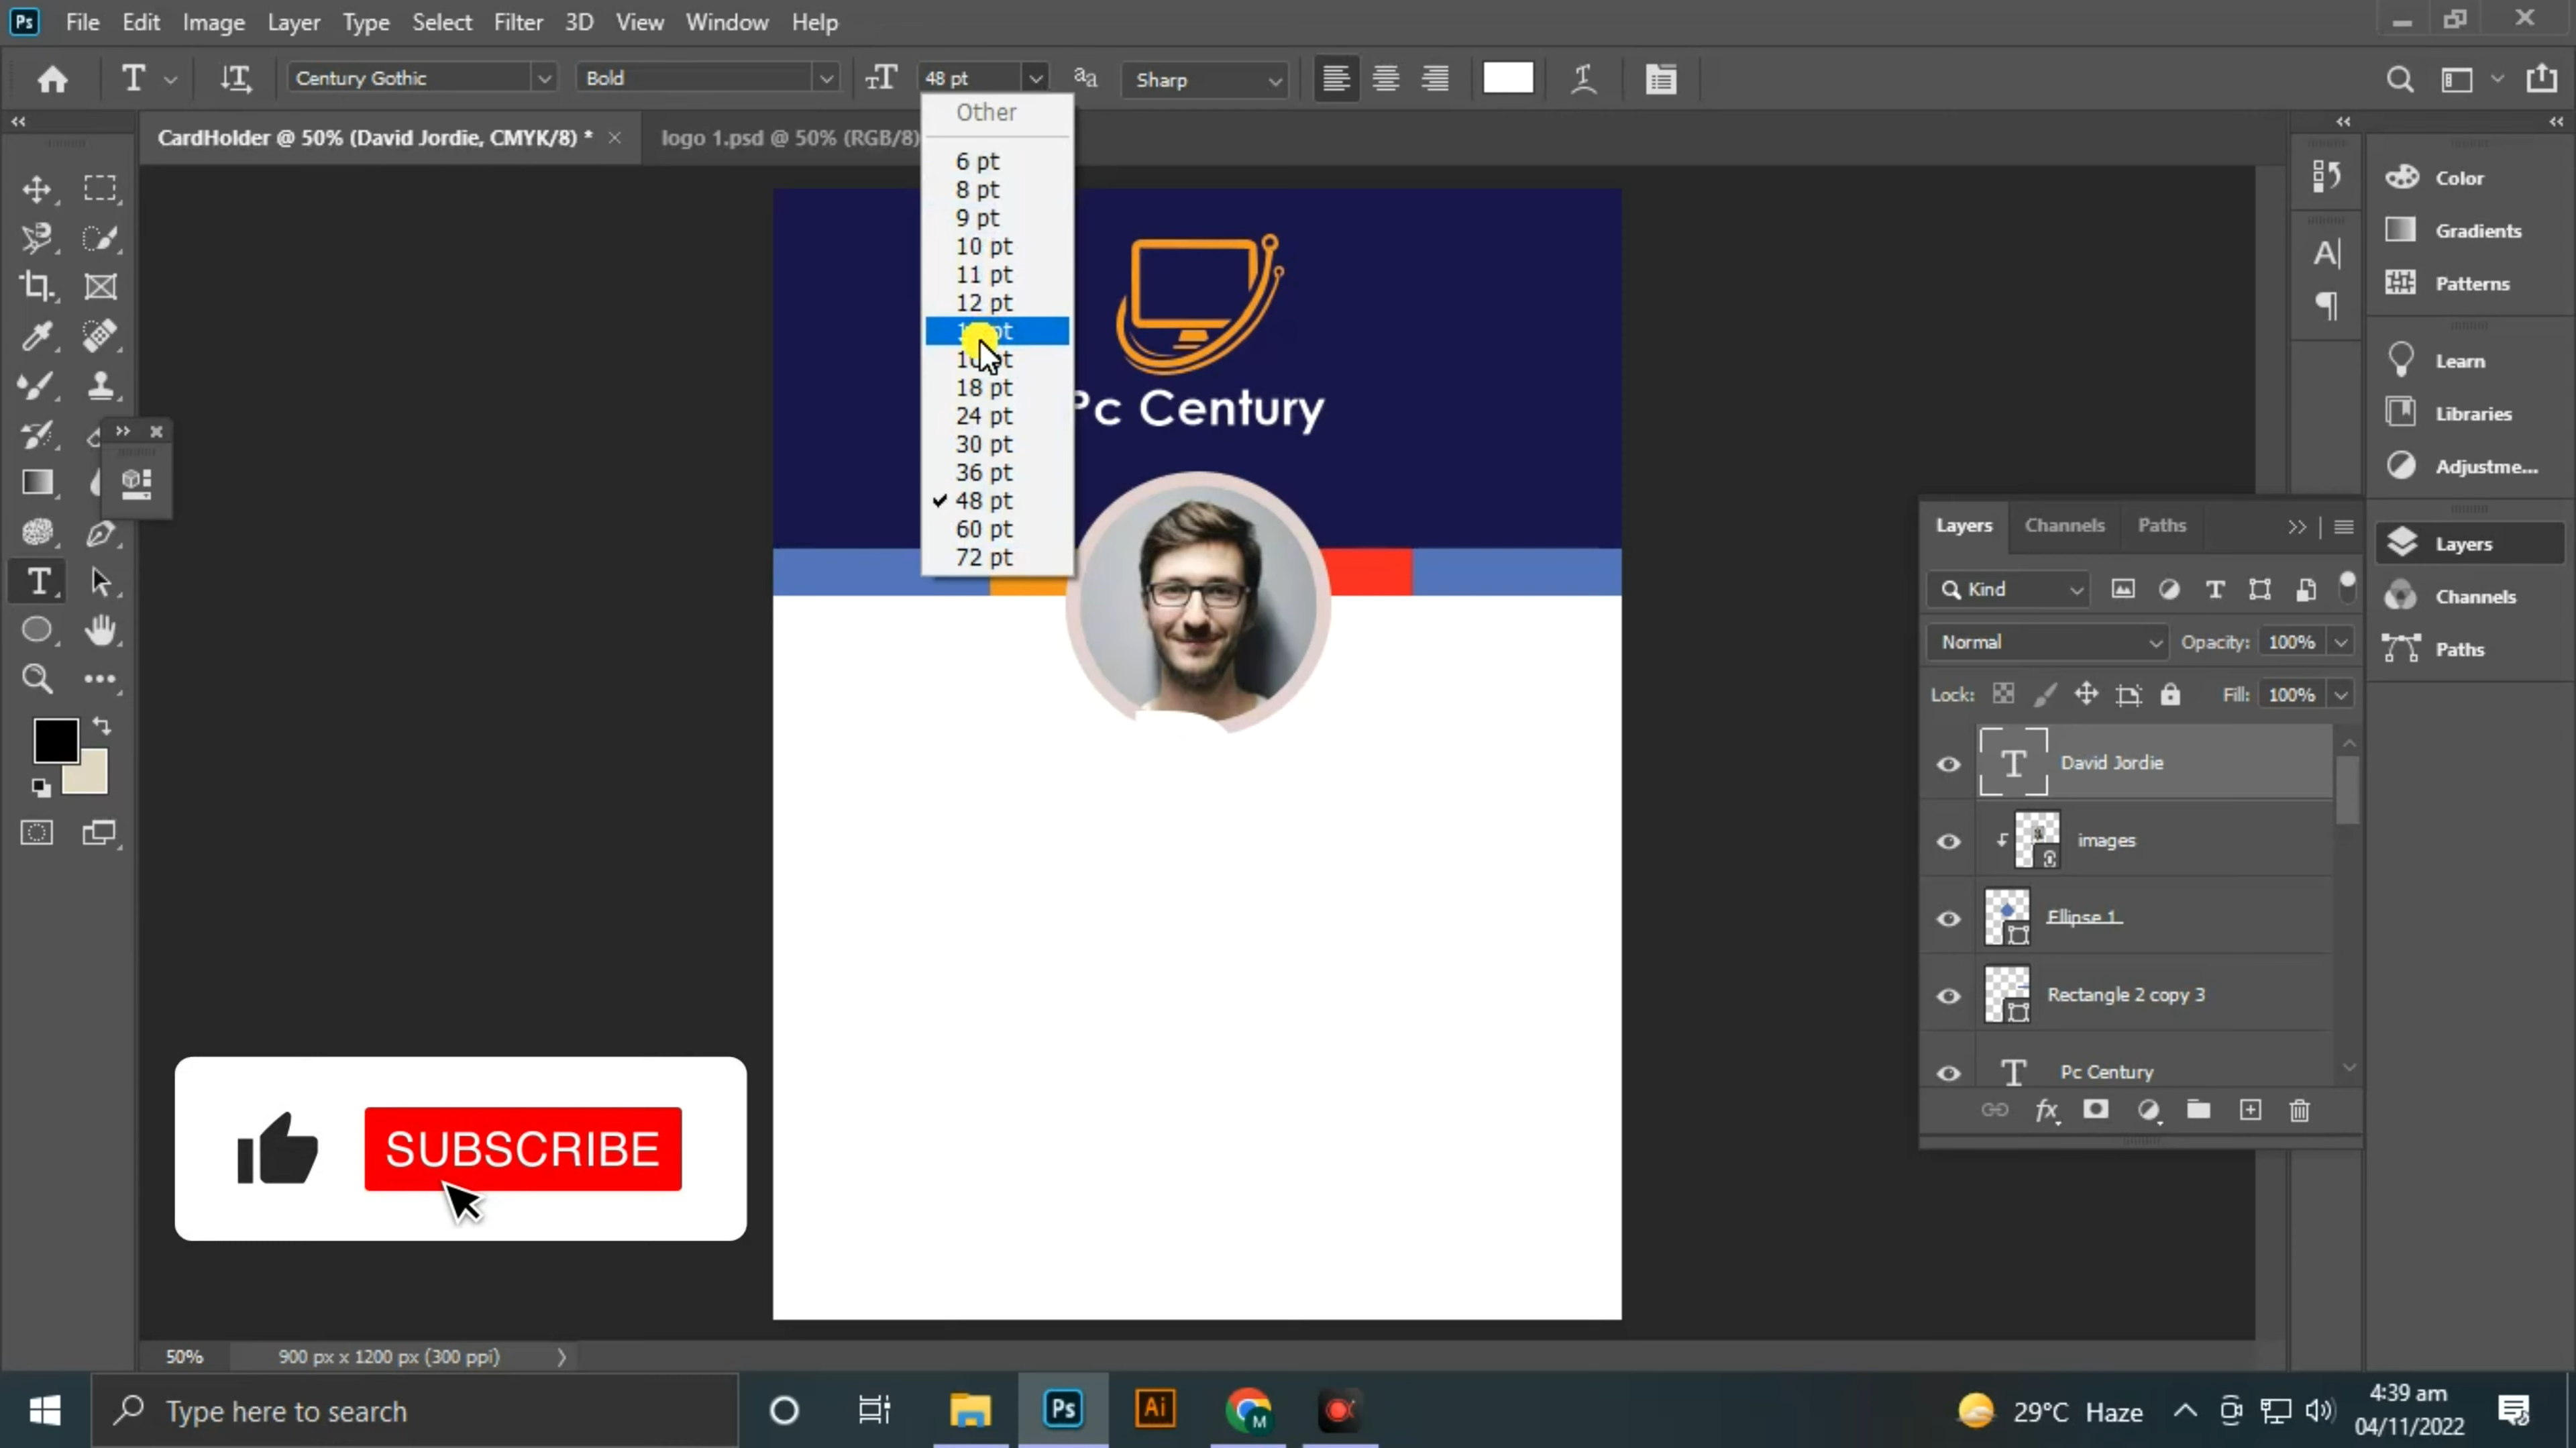 Ps File Edit Image Layer Type Select Filter 3D View Window Help
T Century Gothic Bold 48 pt Sharp
CardHolder @ 50% (David Jordie, CMYK/8) *
logo 1.psd @ 50% (RGB/8)
Other
6 pt
8 pt
9 pt
10 pt
11 pt
12 pt
18 pt
24 pt
30 pt
36 pt
48 pt
60 pt
72 pt
Century
Color
Gradients
Patterns
Learn
Libraries
Adjustme...
Layers
Channels
Paths
Layers Channels Paths
Kind
Normal Opacity: 100%
Lock: Fill: 100%
David Jordie
images
Ellipse 1
Rectangle 2 copy 3
Pc Century
SUBSCRIBE
50% 900 px x 1200 px (300 ppi)
Type here to search
Ps Ai M
29°C Haze
4:39 am
04/11/2022